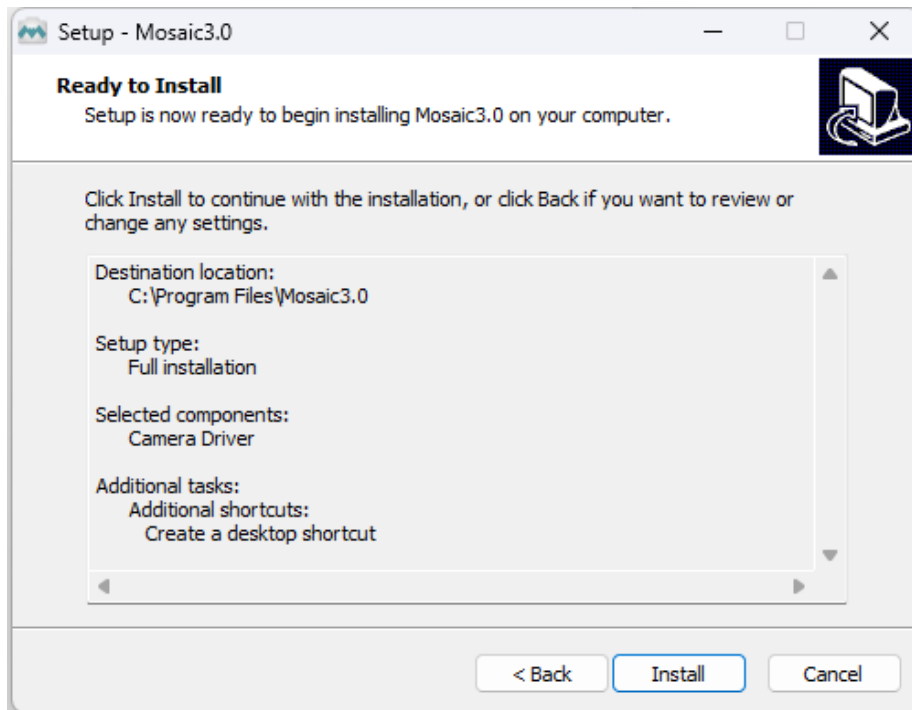 Setup - Mosaic3.0
Ready to Install
Setup is now ready to begin installing Mosaic3.0 on your computer.
Click Install to continue with the installation, or click Back if you want to review or
change any settings.
Destination location:
C:\Program Files\Mosaic3.0
Setup type:
Full installation
Selected components:
Camera Driver
Additional tasks:
Additional shortcuts:
Create a desktop shortcut
< Back
Install
Cancel